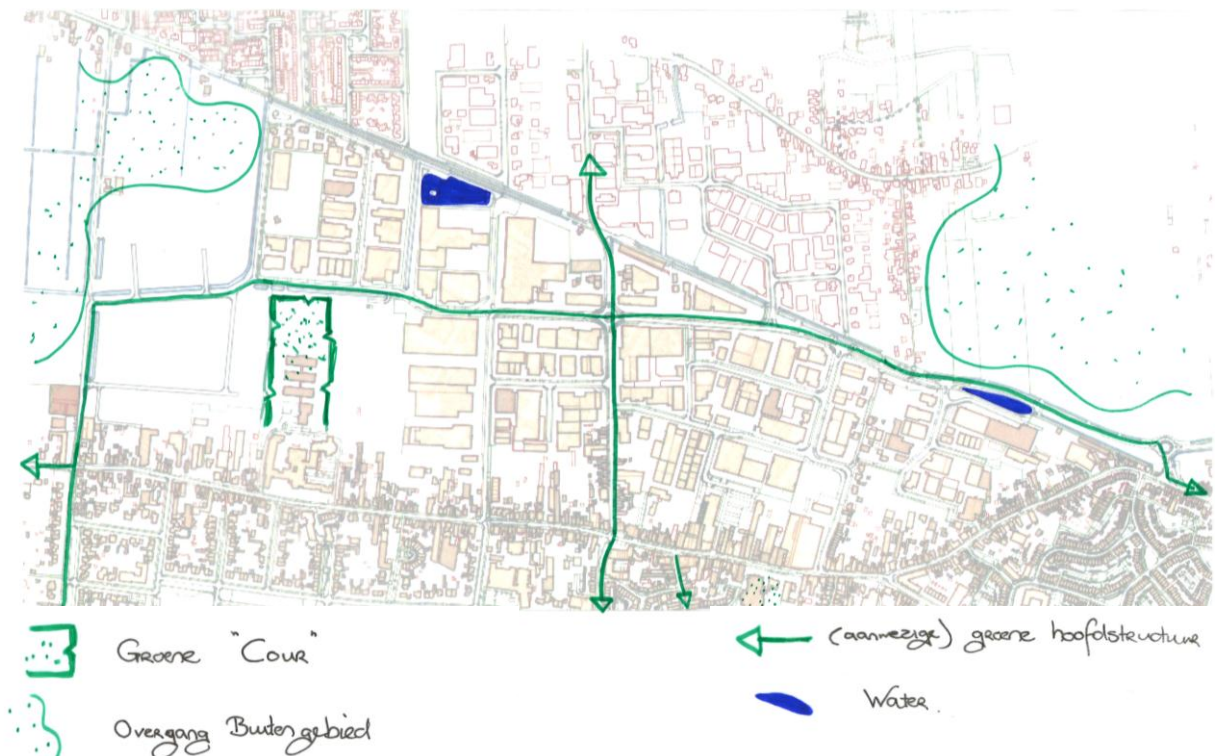 Groene "Cour"
(aanwezige) groene hoofdstructuur
Overgang Buitengebied
Water.